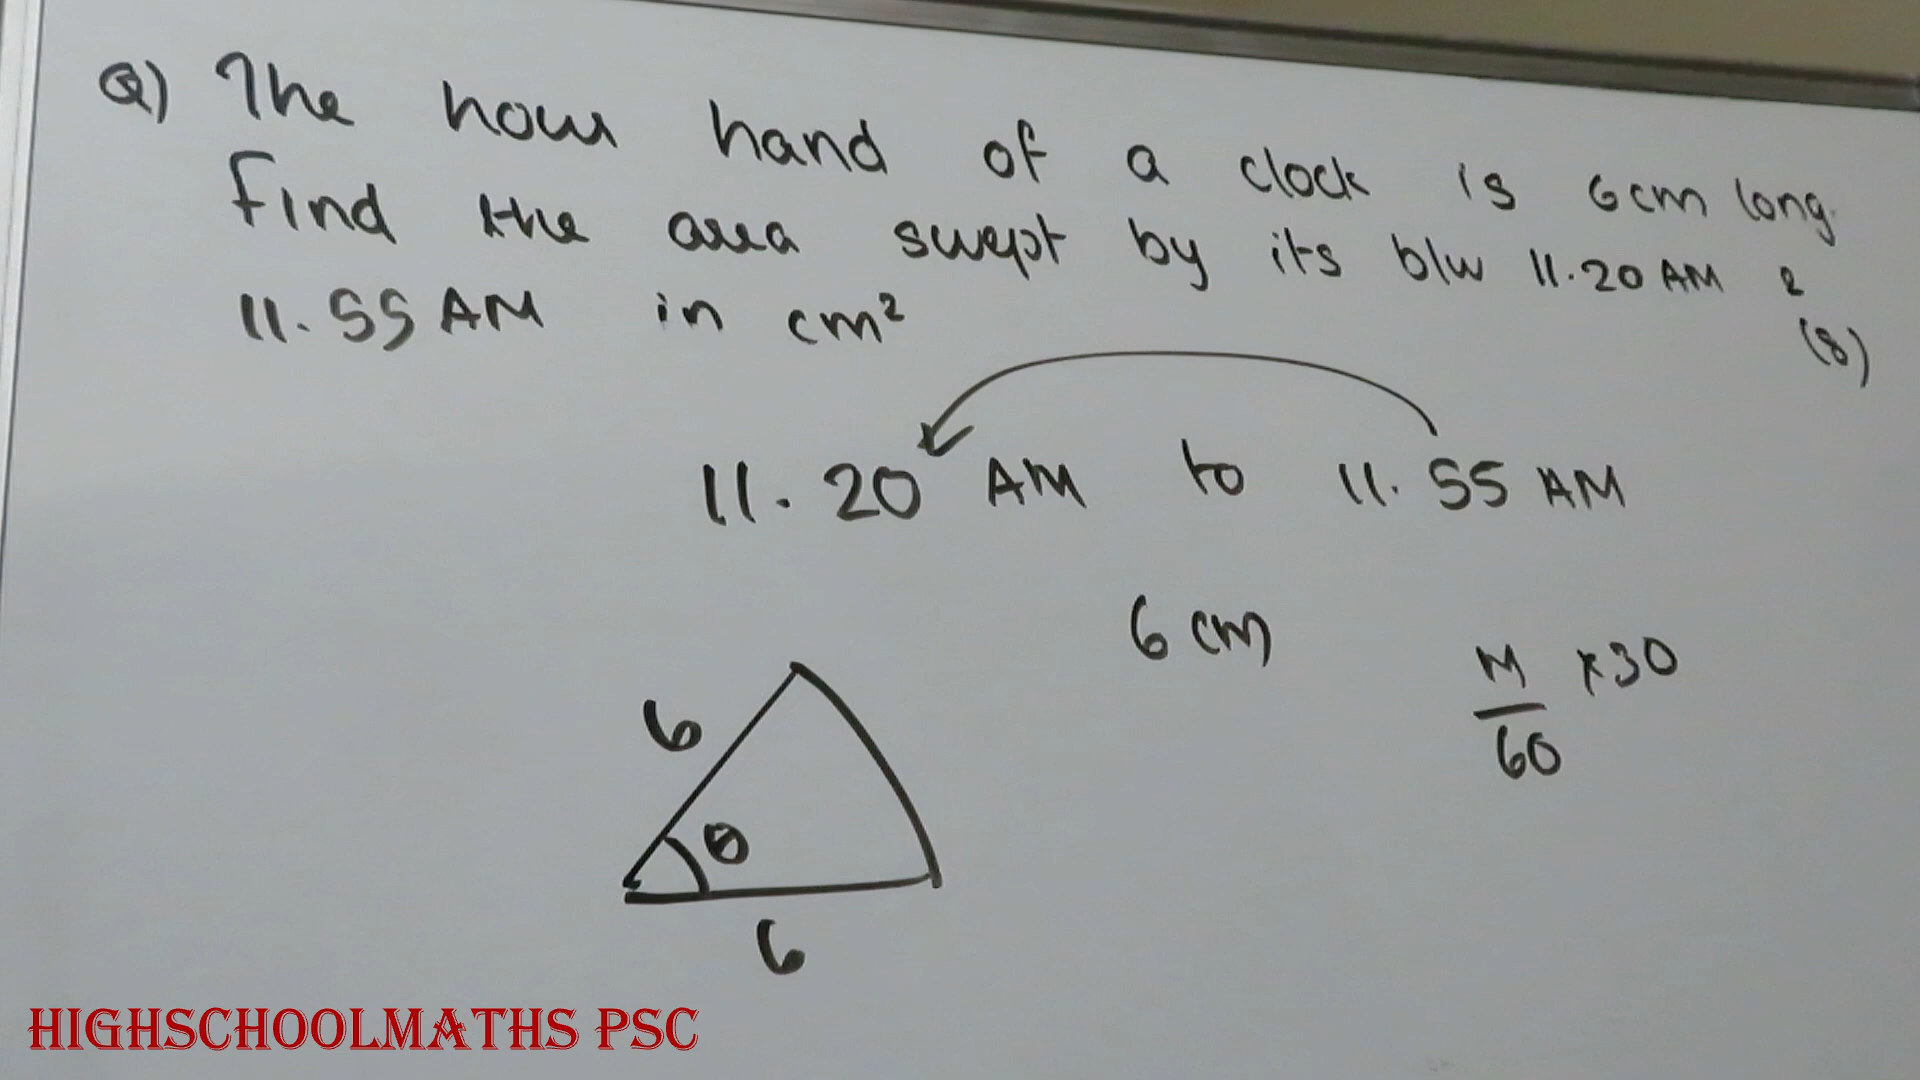 Q) The hour hand of a clock is 6cm long.
Find the area swept by its b/w 11.20 AM &
11.55 AM in cm²
(8)
11.20 AM to 11.55 AM
6 cm
M/60 x30
6
θ
6
HIGHSCHOOLMATHS PSC